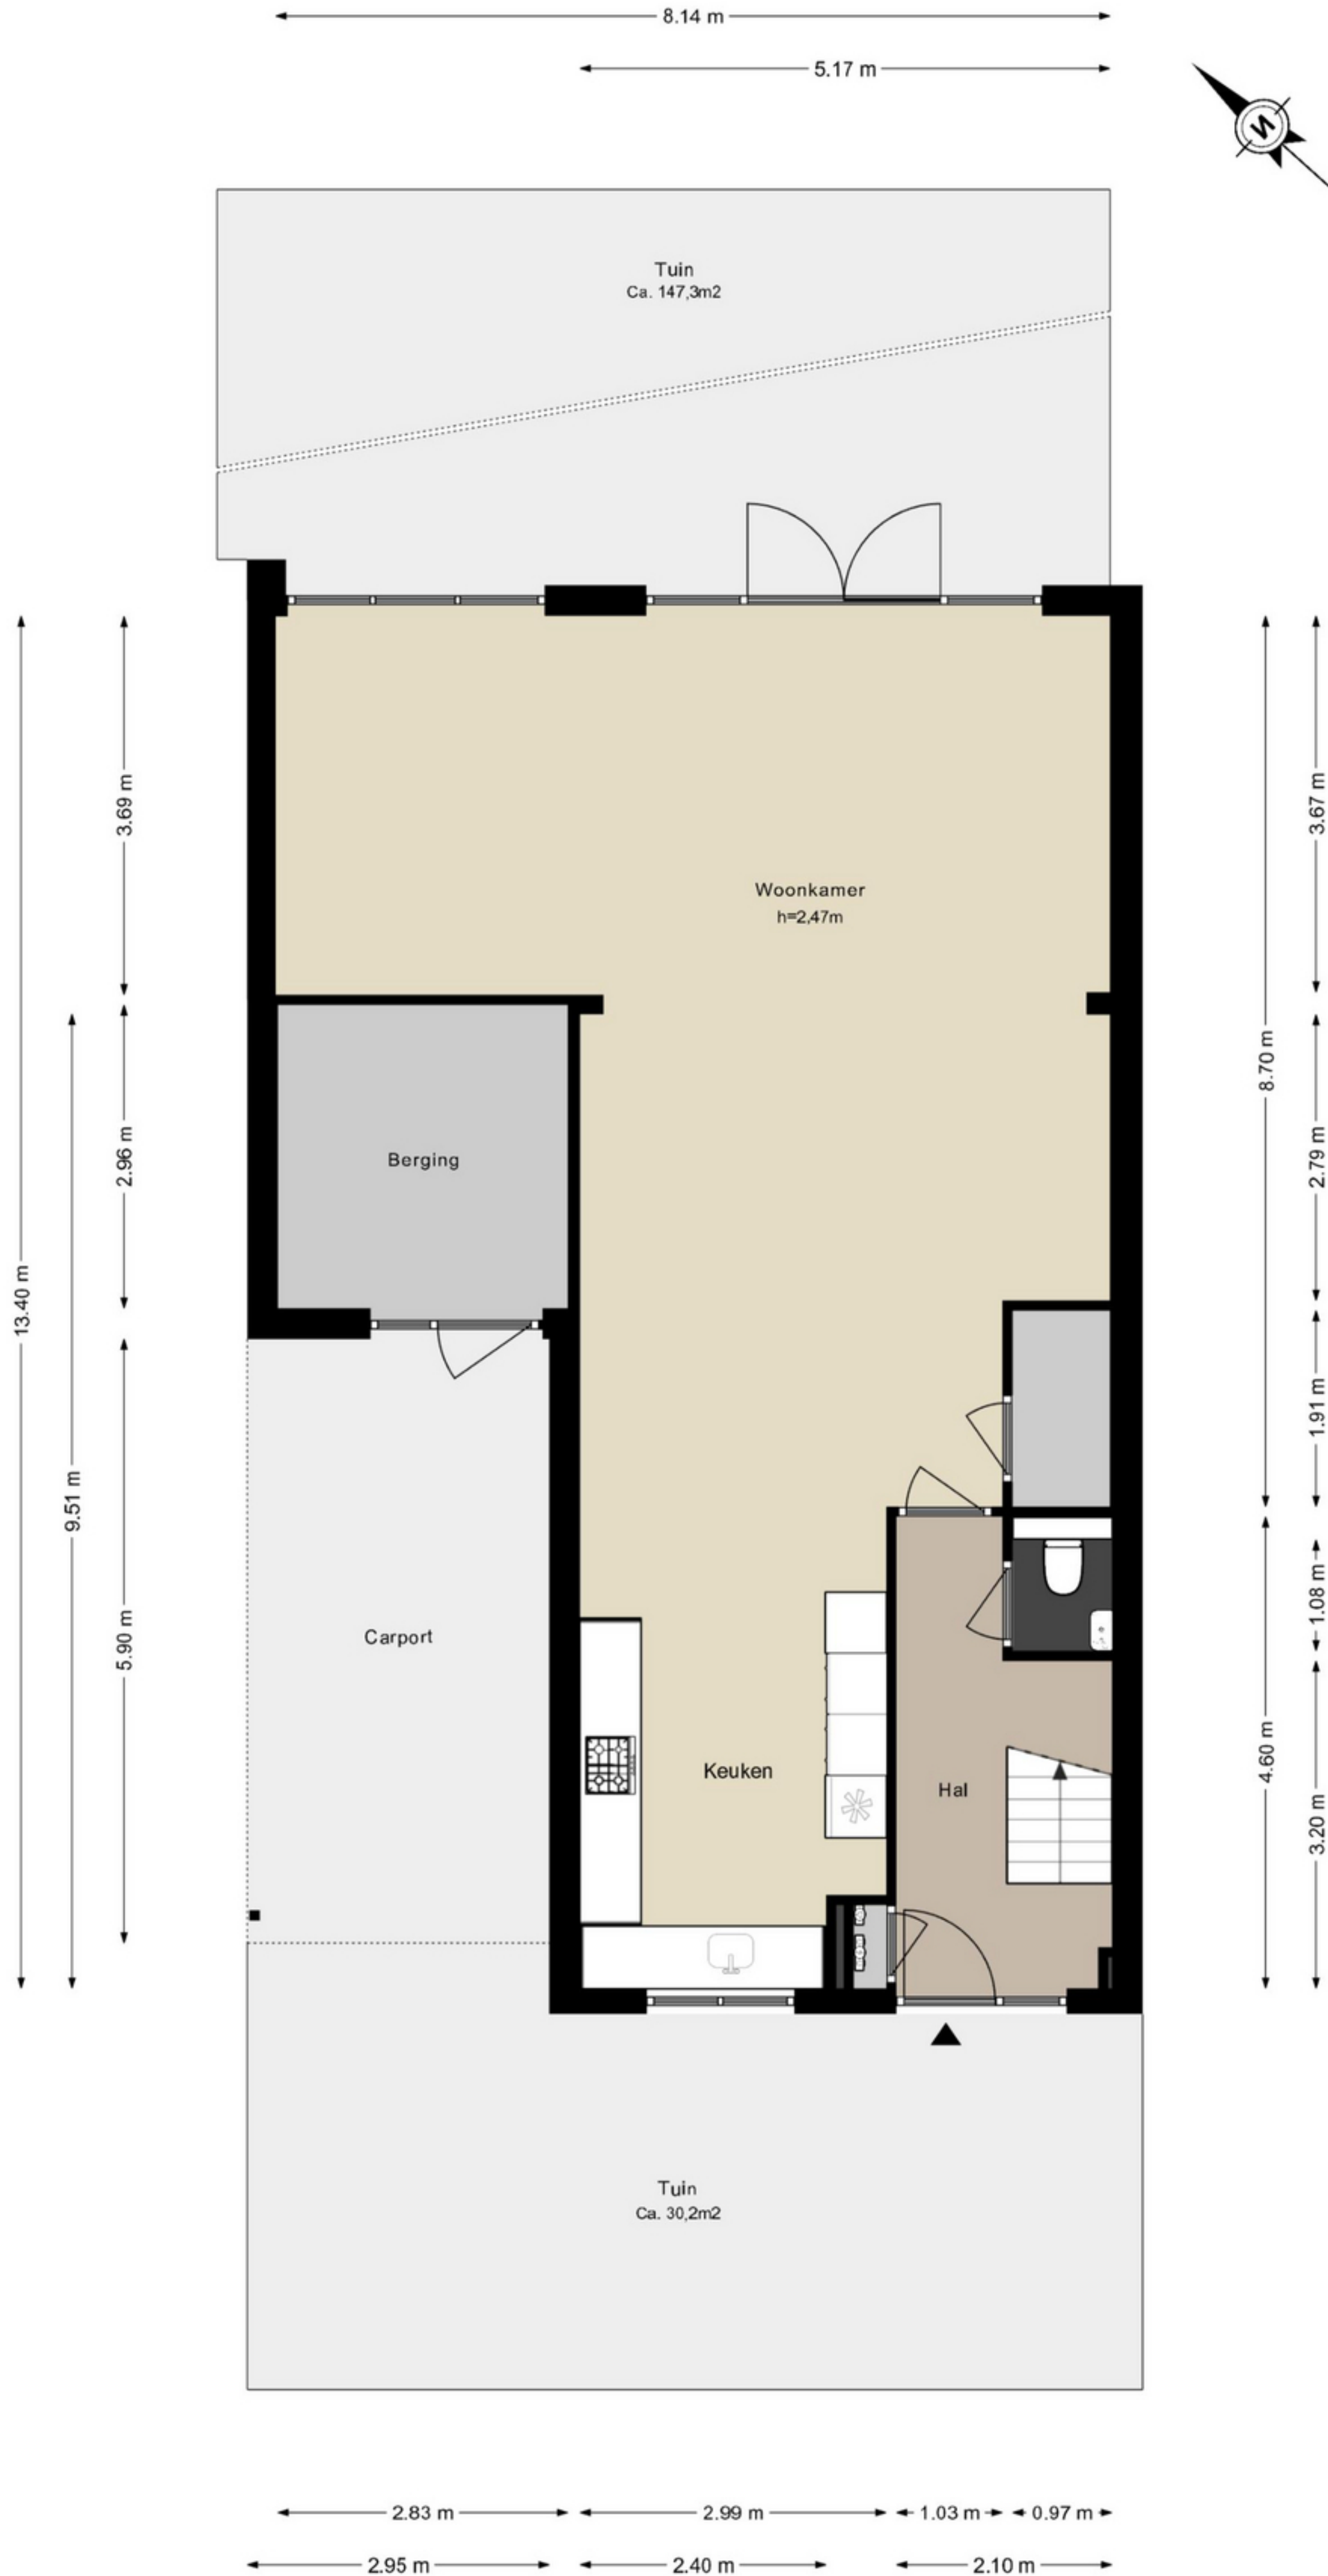 8.14 m
5.17 m
N
Tuin
Ca. 147,3m2
3.69 m
3.67 m
Woonkamer
h=2,47m
8.70 m
2.96 m
2.79 m
Berging
13.40 m
1.91 m
9.51 m
5.90 m
1.08 m
Carport
Keuken
Hal
4.60 m
3.20 m
Tuin
Ca. 30,2m2
2.83 m
2.99 m
1.03 m
0.97 m
2.95 m
2.40 m
2.10 m